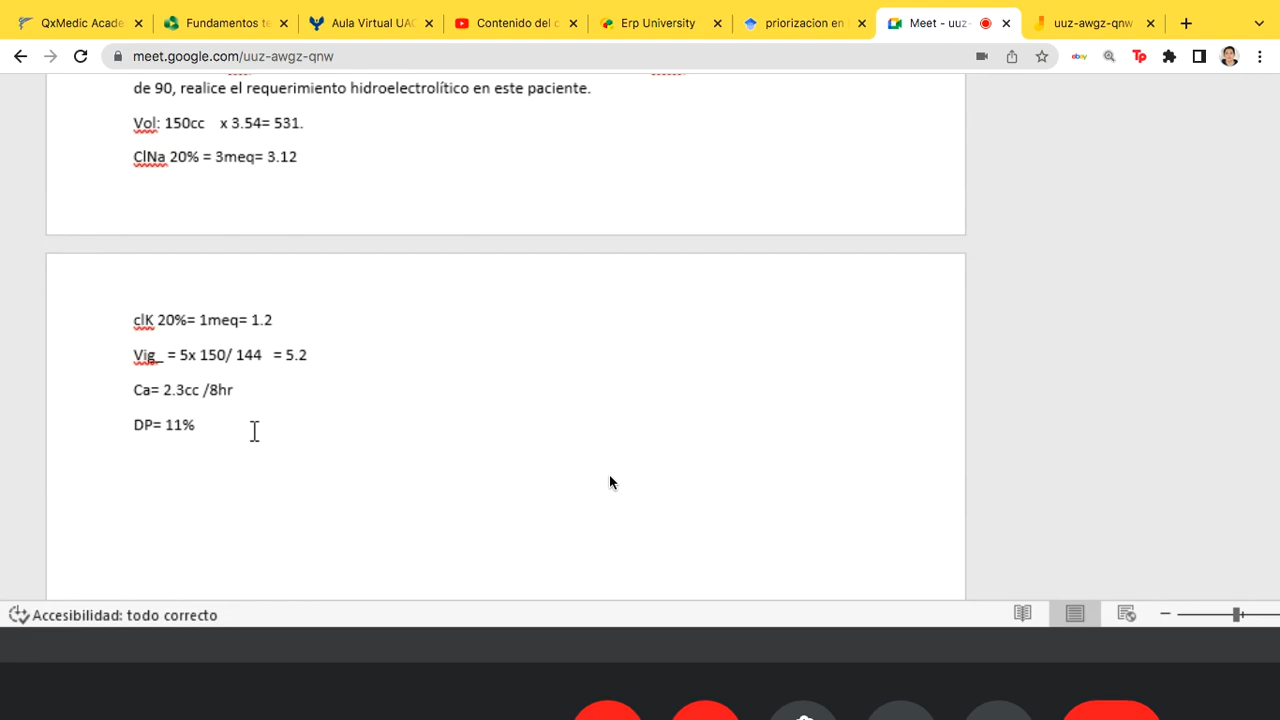 QxMedic Acade
Fundamentos te
Aula Virtual UAC
Contenido del c
Erp University
priorizacion en
Meet - uuz-
uuz-awgz-qnw
meet.google.com/uuz-awgz-qnw
ebay
Tp
de 90, realice el requerimiento hidroelectrolítico en este paciente.
Vol: 150cc x 3.54= 531.
ClNa 20% = 3meq= 3.12
clK 20%= 1meq= 1.2
Vig_ = 5x 150/ 144 = 5.2
Ca= 2.3cc /8hr
DP= 11%
Accesibilidad: todo correcto